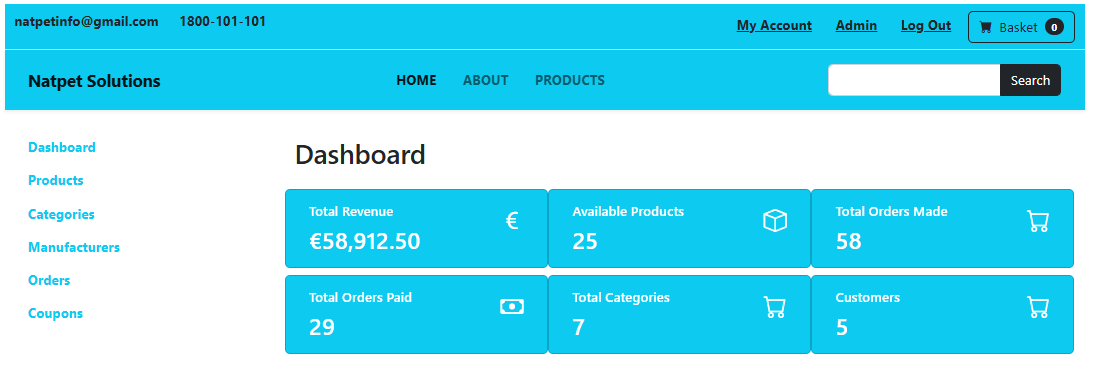 natpetinfo@gmail.com 1800-101-101 My Account Admin Log Out Basket 0
Natpet Solutions HOME ABOUT PRODUCTS Search
Dashboard
Products
Categories
Manufacturers
Orders
Coupons
Dashboard
Total Revenue € Available Products Total Orders Made
€58,912.50 25 58
Total Orders Paid Total Categories Customers
29 7 5